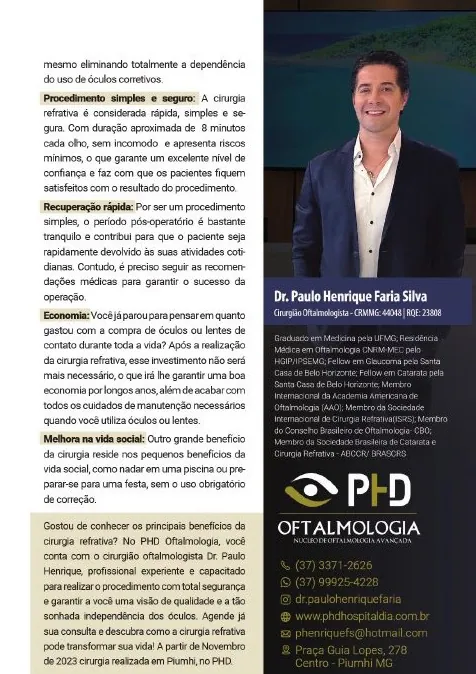 mesmo eliminando totalmente a dependência
do uso de óculos corretivos.
Procedimento simples e seguro: A cirurgia
refrativa é considerada rápida, simples e se-
gura. Com duração aproximada de 8 minutos
cada olho, sem incomodo e apresenta riscos
mínimos, o que garante um excelente nível de
confiança e faz com que os pacientes fiquem
satisfeitos com o resultado do procedimento.
Recuperação rápida: Por ser um procedimento
simples, o período pós-operatório é bastante
tranquilo e contribui para que o paciente seja
rapidamente devolvido às suas atividades coti-
dianas. Contudo, é preciso seguir as recomen-
dações médicas para garantir o sucesso da
operação.
Economia: Você já parou para pensar em quanto
gastou com a compra de óculos ou lentes de
contato durante toda a vida? Após a realização
da cirurgia refrativa, esse investimento não será
mais necessário, o que irá lhe garantir uma boa
economia por longos anos, além de acabar com
todos os cuidados de manutenção necessários
quando você utiliza óculos ou lentes.
Melhora na vida social: Outro grande benefício
da cirurgia reside nos pequenos benefícios da
vida social, como nadar em uma piscina ou pre-
parar-se para uma festa, sem o uso obrigatório
de correção.
Gostou de conhecer os principais benefícios da
cirurgia refrativa? No PHD Oftalmologia, você
conta com o cirurgião oftalmologista Dr. Paulo
Henrique, profissional experiente e capacitado
para realizar o procedimento com total segurança
e garantir a você uma visão de qualidade e a tão
sonhada independência dos óculos. Agende já
sua consulta e descubra como a cirurgia refrativa
pode transformar sua vida! A partir de Novembro
de 2023 cirurgia realizada em Piumhi, no PHD.
Dr. Paulo Henrique Faria Silva
Cirurgião Oftalmologista - CRMMG: 44048 | RQE: 23808
Graduado em Medicina pela UFMG; Residência
Médica em Oftalmologia CNRM-MEC pelo
HGIP/IPSEMG; Fellow em Glaucoma pela Santa
Casa de Belo Horizonte; Fellow em Catarata pela
Santa Casa de Belo Horizonte; Membro
Internacional da Academia Americana de
Oftalmologia (AAO); Membro da Sociedade
Internacional de Cirurgia Refrativa(ISRS); Membro
do Conselho Brasileiro de Oftalmologia- CBO;
Membro da Sociedade Brasileira de Catarata e
Cirurgia Refrativa - ABCCR/ BRASCRS
PHD
OFTALMOLOGIA
NÚCLEO DE OFTALMOLOGIA AVANÇADA
(37) 3371-2626
(37) 99925-4228
dr.paulohenriquefaria
www.phdhospitaldia.com.br
phenriquefs@hotmail.com
Praça Guia Lopes, 278
Centro - Piumhi MG